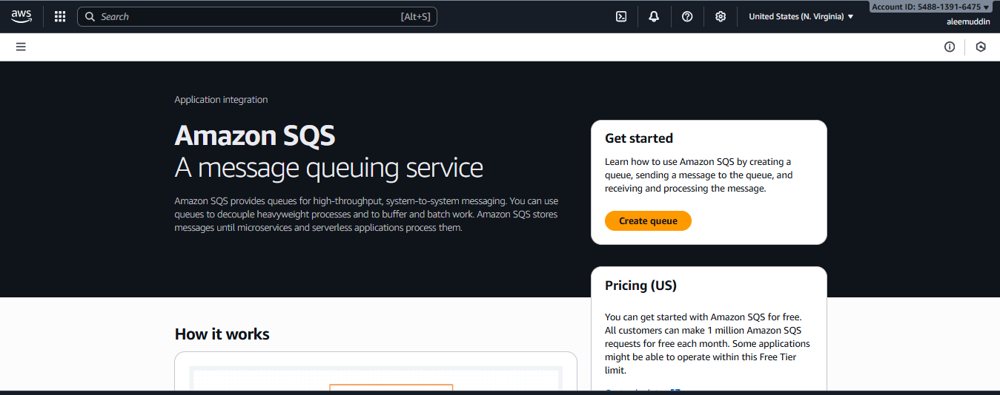 aws
Search
[Alt+S]
United States (N. Virginia)
Account ID: 5488-1391-6475
aleemuddin
Application integration
Amazon SQS
A message queuing service
Amazon SQS provides queues for high-throughput, system-to-system messaging. You can use
queues to decouple heavyweight processes and to buffer and batch work. Amazon SQS stores
messages until microservices and serverless applications process them.
Get started
Learn how to use Amazon SQS by creating a
queue, sending a message to the queue, and
receiving and processing the message.
Create queue
Pricing (US)
You can get started with Amazon SQS for free.
All customers can make 1 million Amazon SQS
requests for free each month. Some applications
might be able to operate within this Free Tier
limit.
How it works